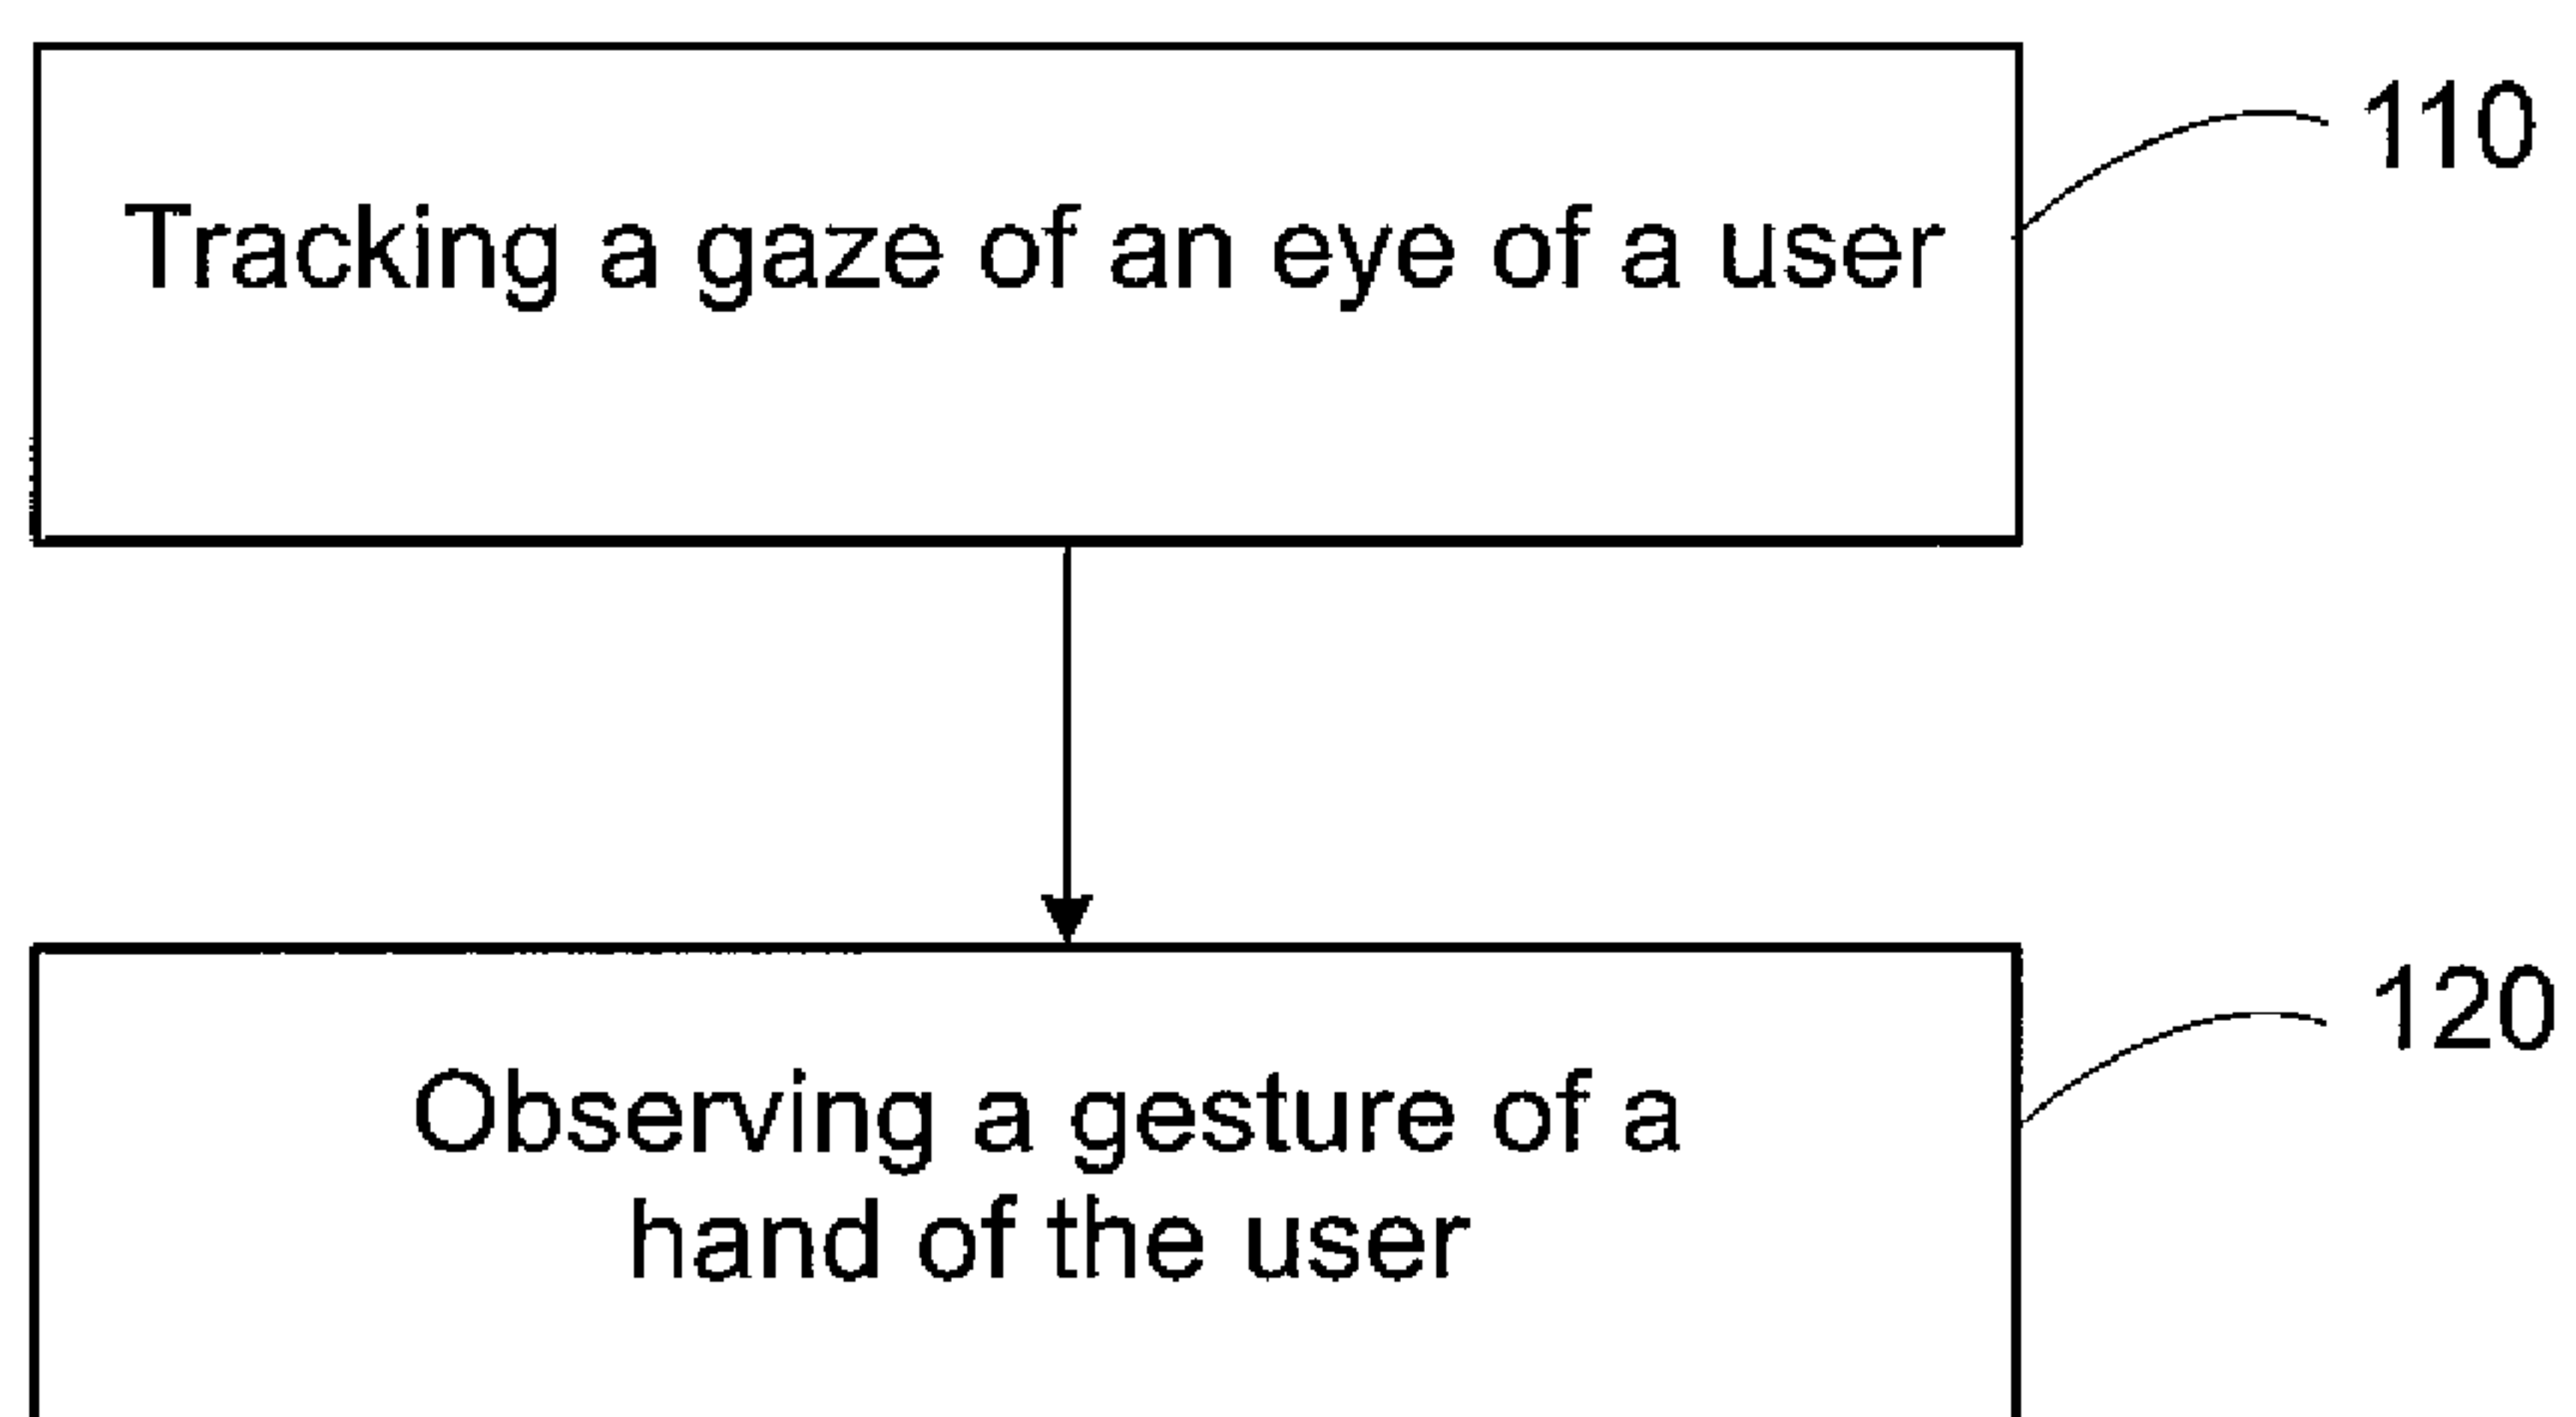 Tracking a gaze of an eye of a user
110
Observing a gesture of a
hand of the user
120